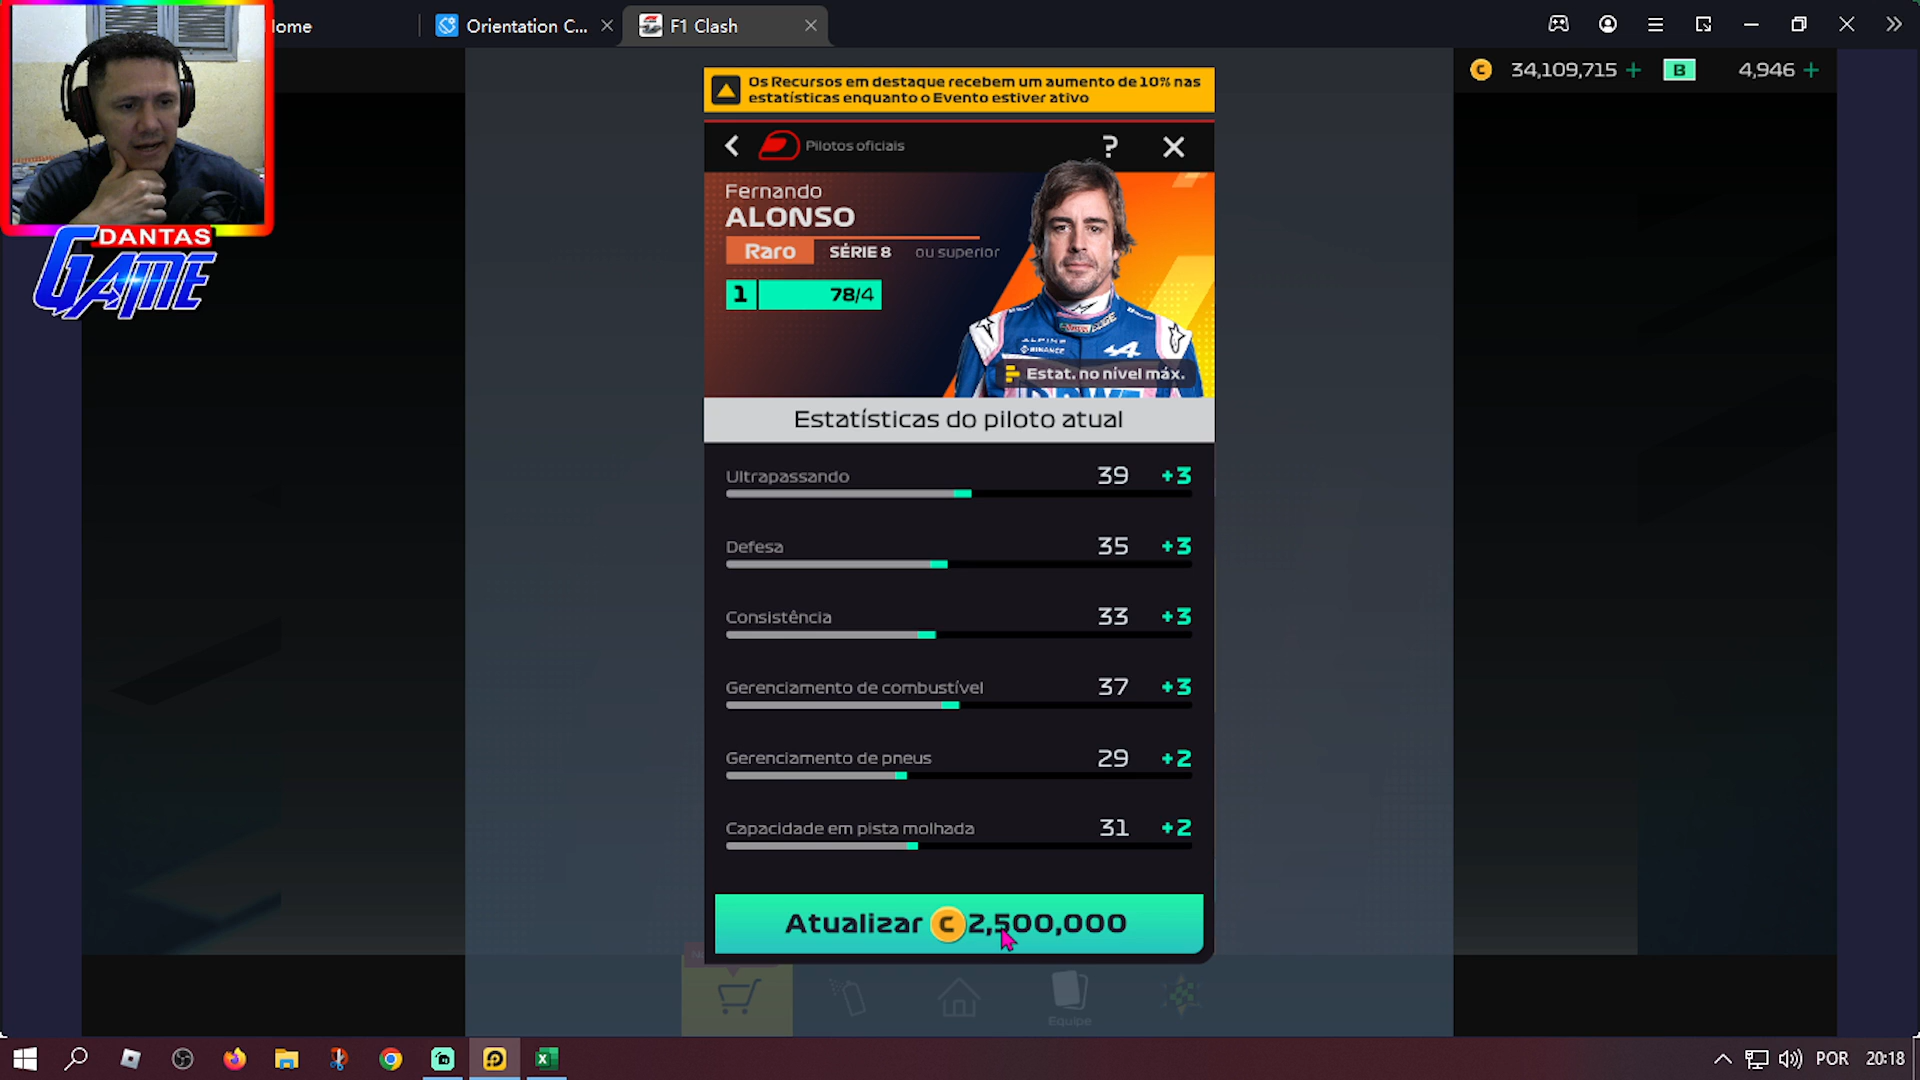 ome
Orientation C...
F1 Clash
34,109,715 +
B
4,946 +
DANTAS
GAME
Os Recursos em destaque recebem um aumento de 10% nas
estatísticas enquanto o Evento estiver ativo
Pilotos oficiais
?
Fernando
ALONSO
Raro SÉRIE 8 ou superior
1 78/4
BINANCE
Estat. no nível máx.
Estatísticas do piloto atual
Ultrapassando 39 +3
Defesa 35 +3
Consistência 33 +3
Gerenciamento de combustível 37 +3
Gerenciamento de pneus 29 +2
Capacidade em pista molhada 31 +2
Atualizar C 2,500,000
Equipe
POR 20:18